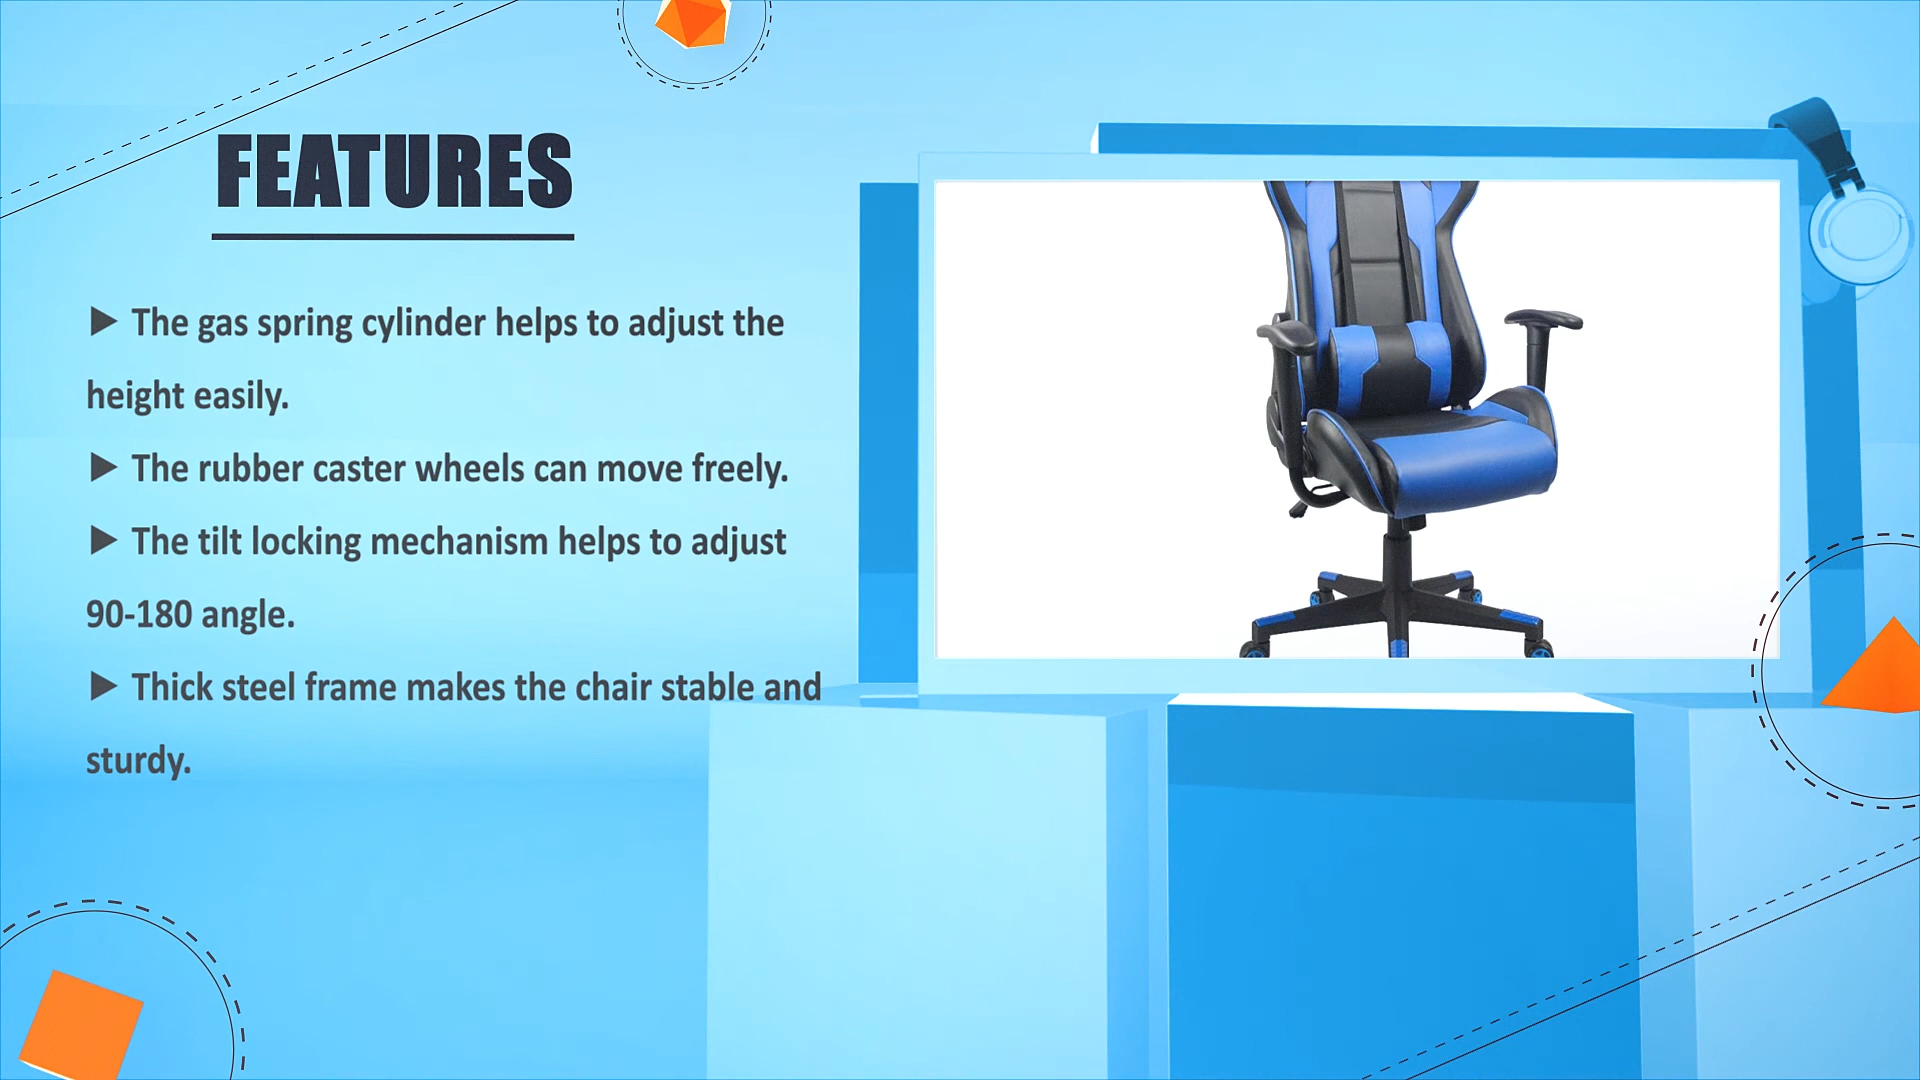 FEATURES
▶ The gas spring cylinder helps to adjust the
height easily.
▶ The rubber caster wheels can move freely.
▶ The tilt locking mechanism helps to adjust
90-180 angle.
▶ Thick steel frame makes the chair stable and
sturdy.